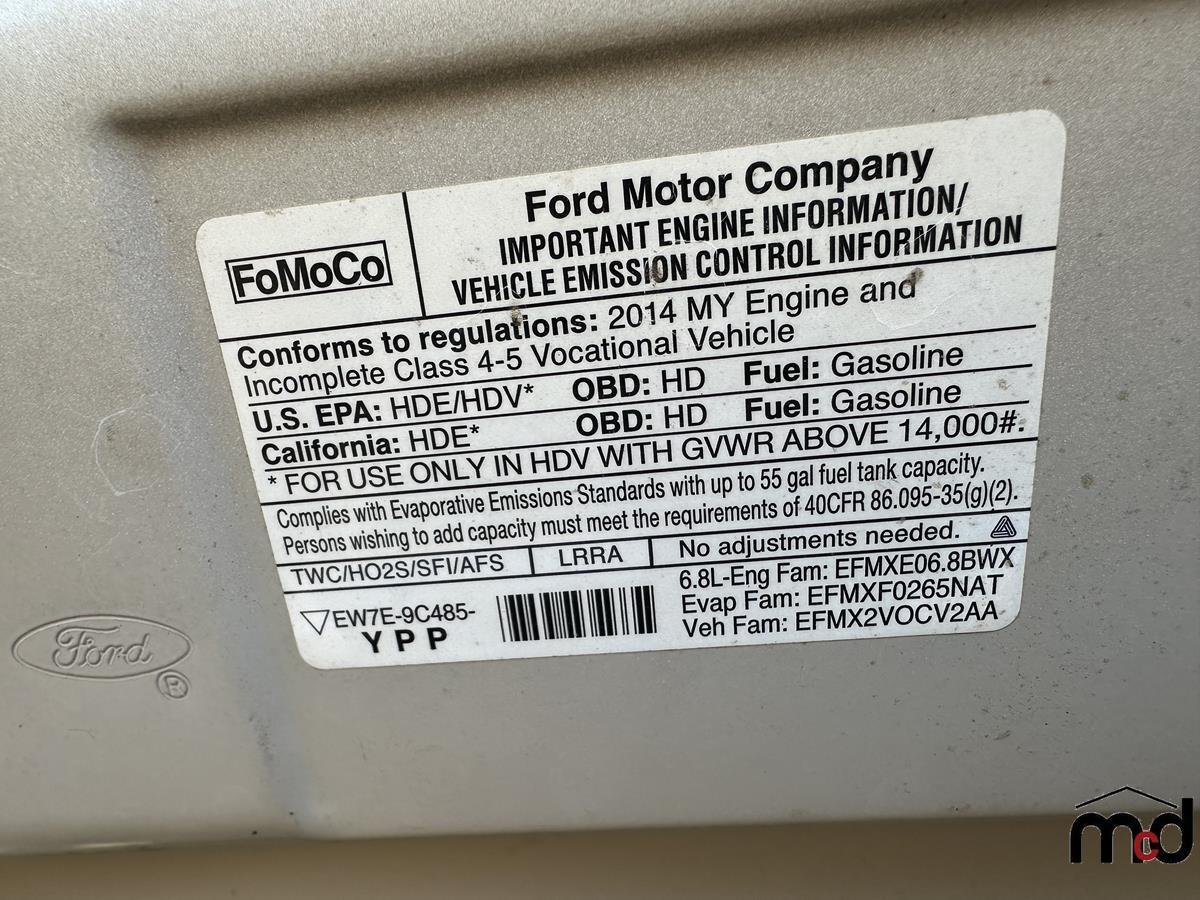 FoMoCo
Ford Motor Company
IMPORTANT ENGINE INFORMATION/
VEHICLE EMISSION CONTROL INFORMATION
Conforms to regulations: 2014 MY Engine and
Incomplete Class 4-5 Vocational Vehicle
U.S. EPA: HDE/HDV* OBD: HD Fuel: Gasoline
California: HDE* OBD: HD Fuel: Gasoline
* FOR USE ONLY IN HDV WITH GVWR ABOVE 14,000#.
Complies with Evaporative Emissions Standards with up to 55 gal fuel tank capacity.
Persons wishing to add capacity must meet the requirements of 40CFR 86.095-35(g)(2).
TWC/HO2S/SFI/AFS LRRA No adjustments needed.
EW7E-9C485-
YPP
6.8L-Eng Fam: EFMXE06.8BWX
Evap Fam: EFMXF0265NAT
Veh Fam: EFMX2VOCV2AA
Ford
®
mcd